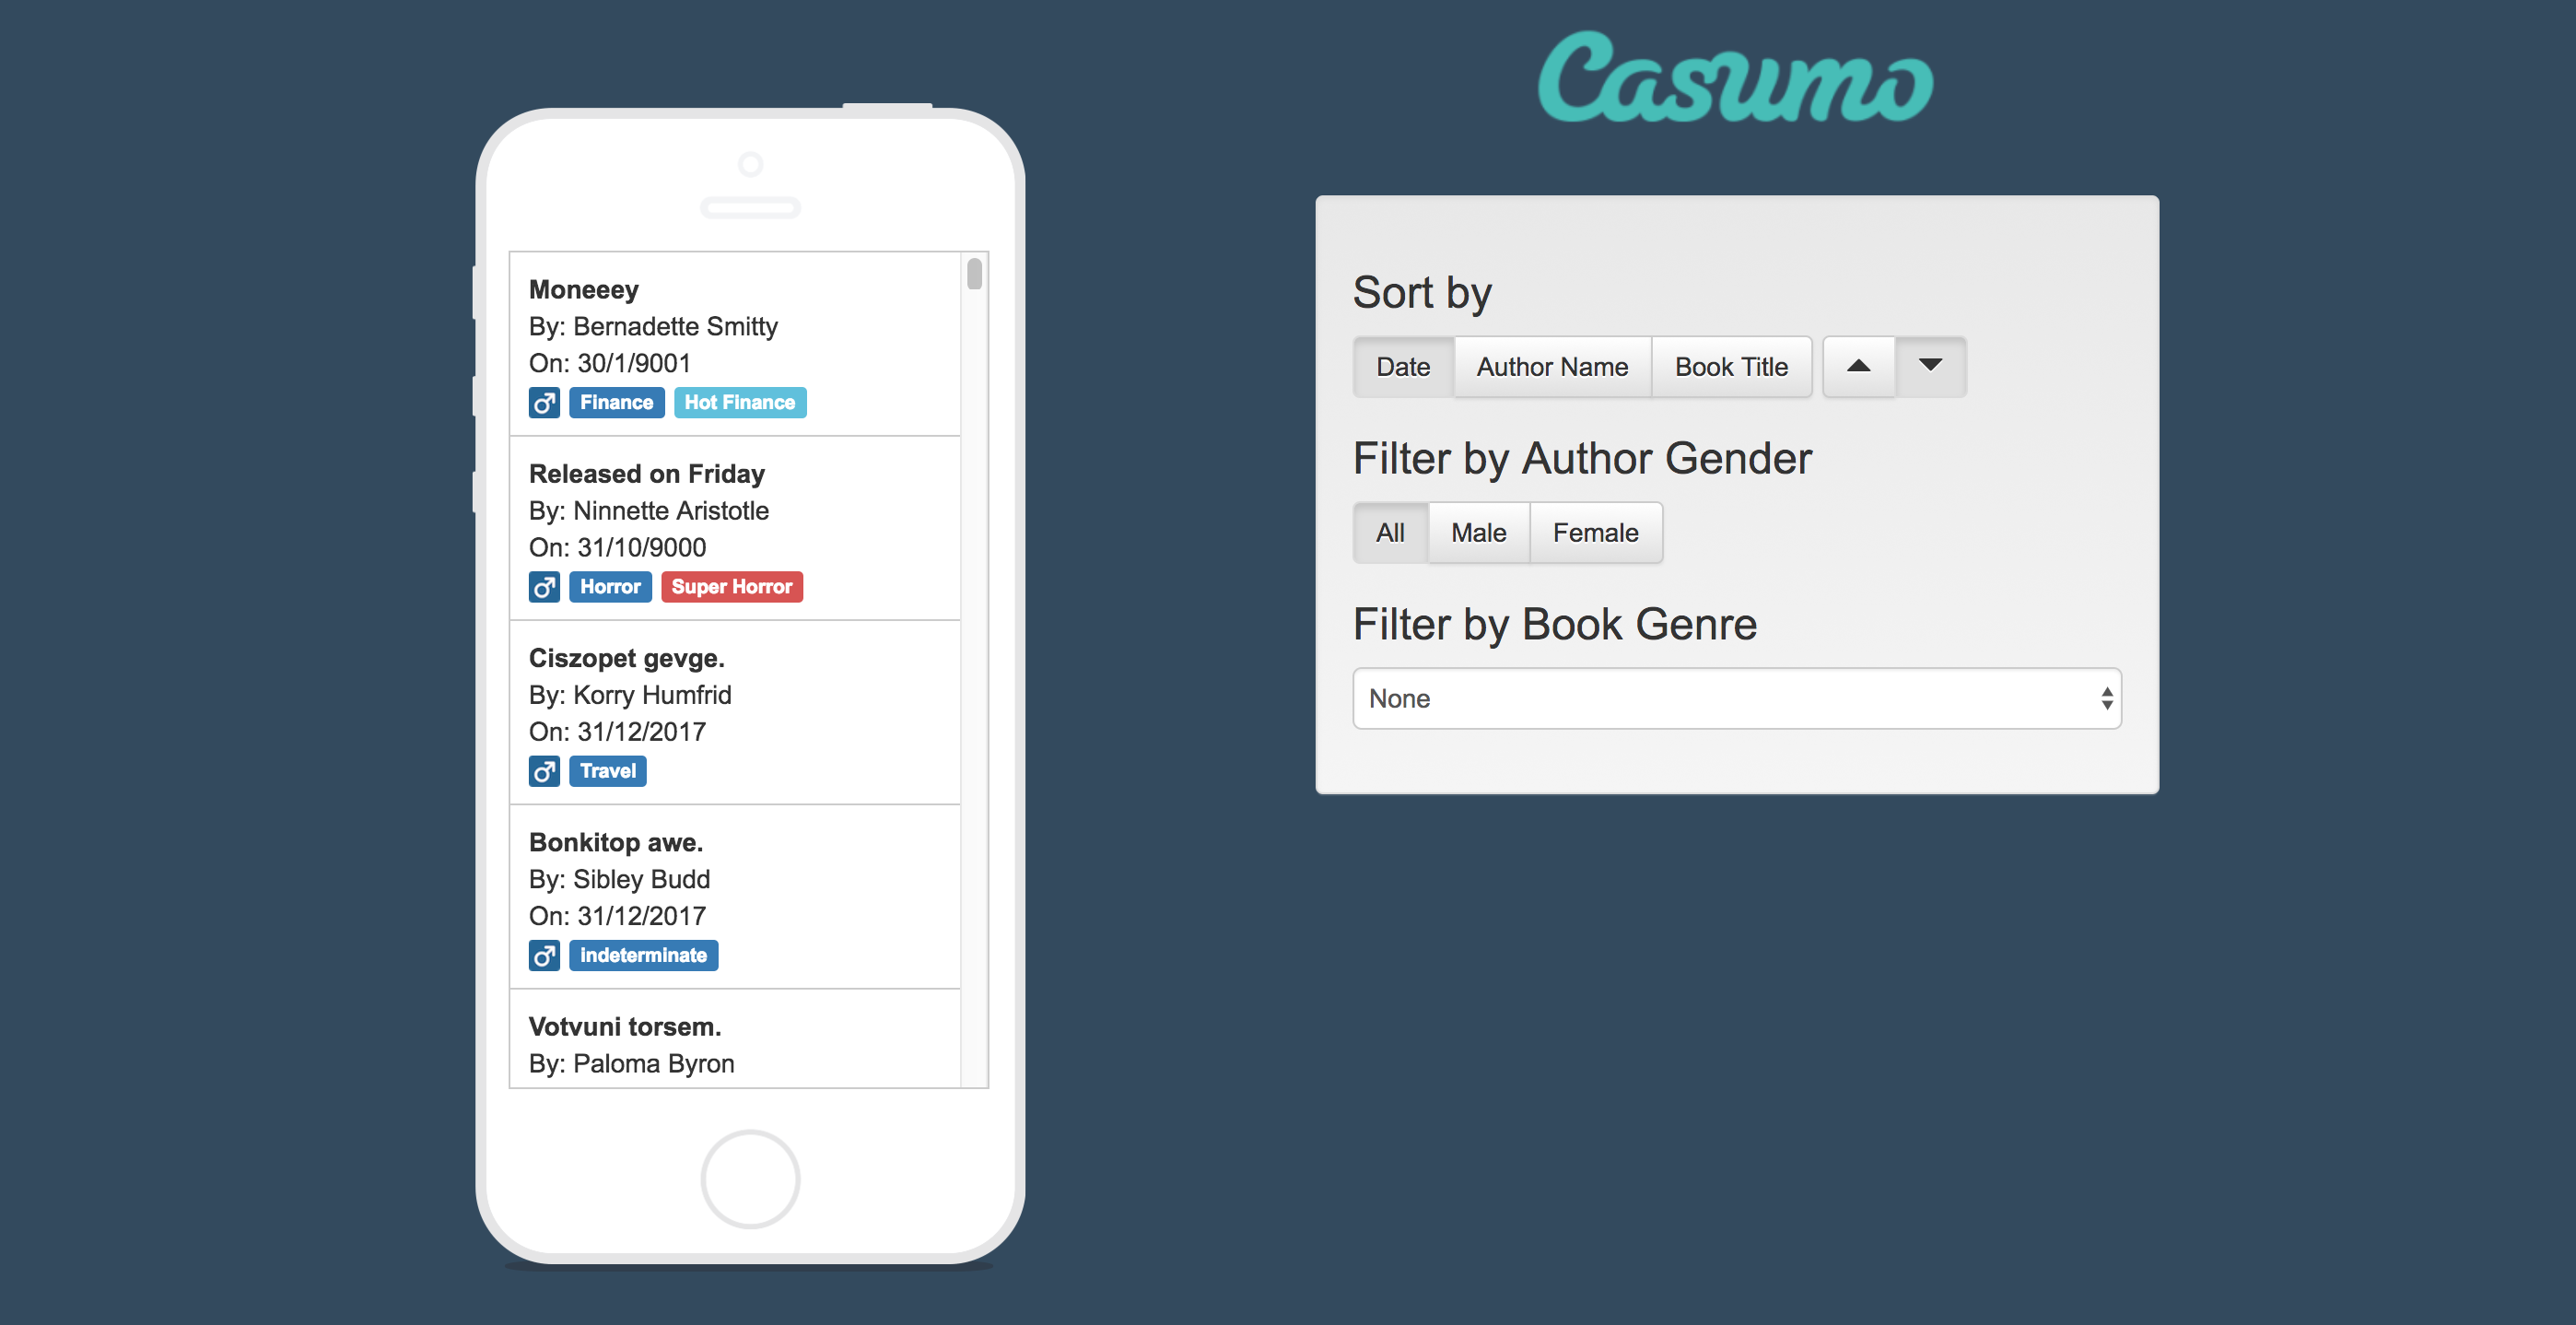 Casumo
Moneeey
By: Bernadette Smitty
On: 30/1/9001
Finance Hot Finance
Released on Friday
By: Ninnette Aristotle
On: 31/10/9000
Horror Super Horror
Ciszopet gevge.
By: Korry Humfrid
On: 31/12/2017
Travel
Bonkitop awe.
By: Sibley Budd
On: 31/12/2017
indeterminate
Votvuni torsem.
By: Paloma Byron
Sort by
Date Author Name Book Title
Filter by Author Gender
All Male Female
Filter by Book Genre
None